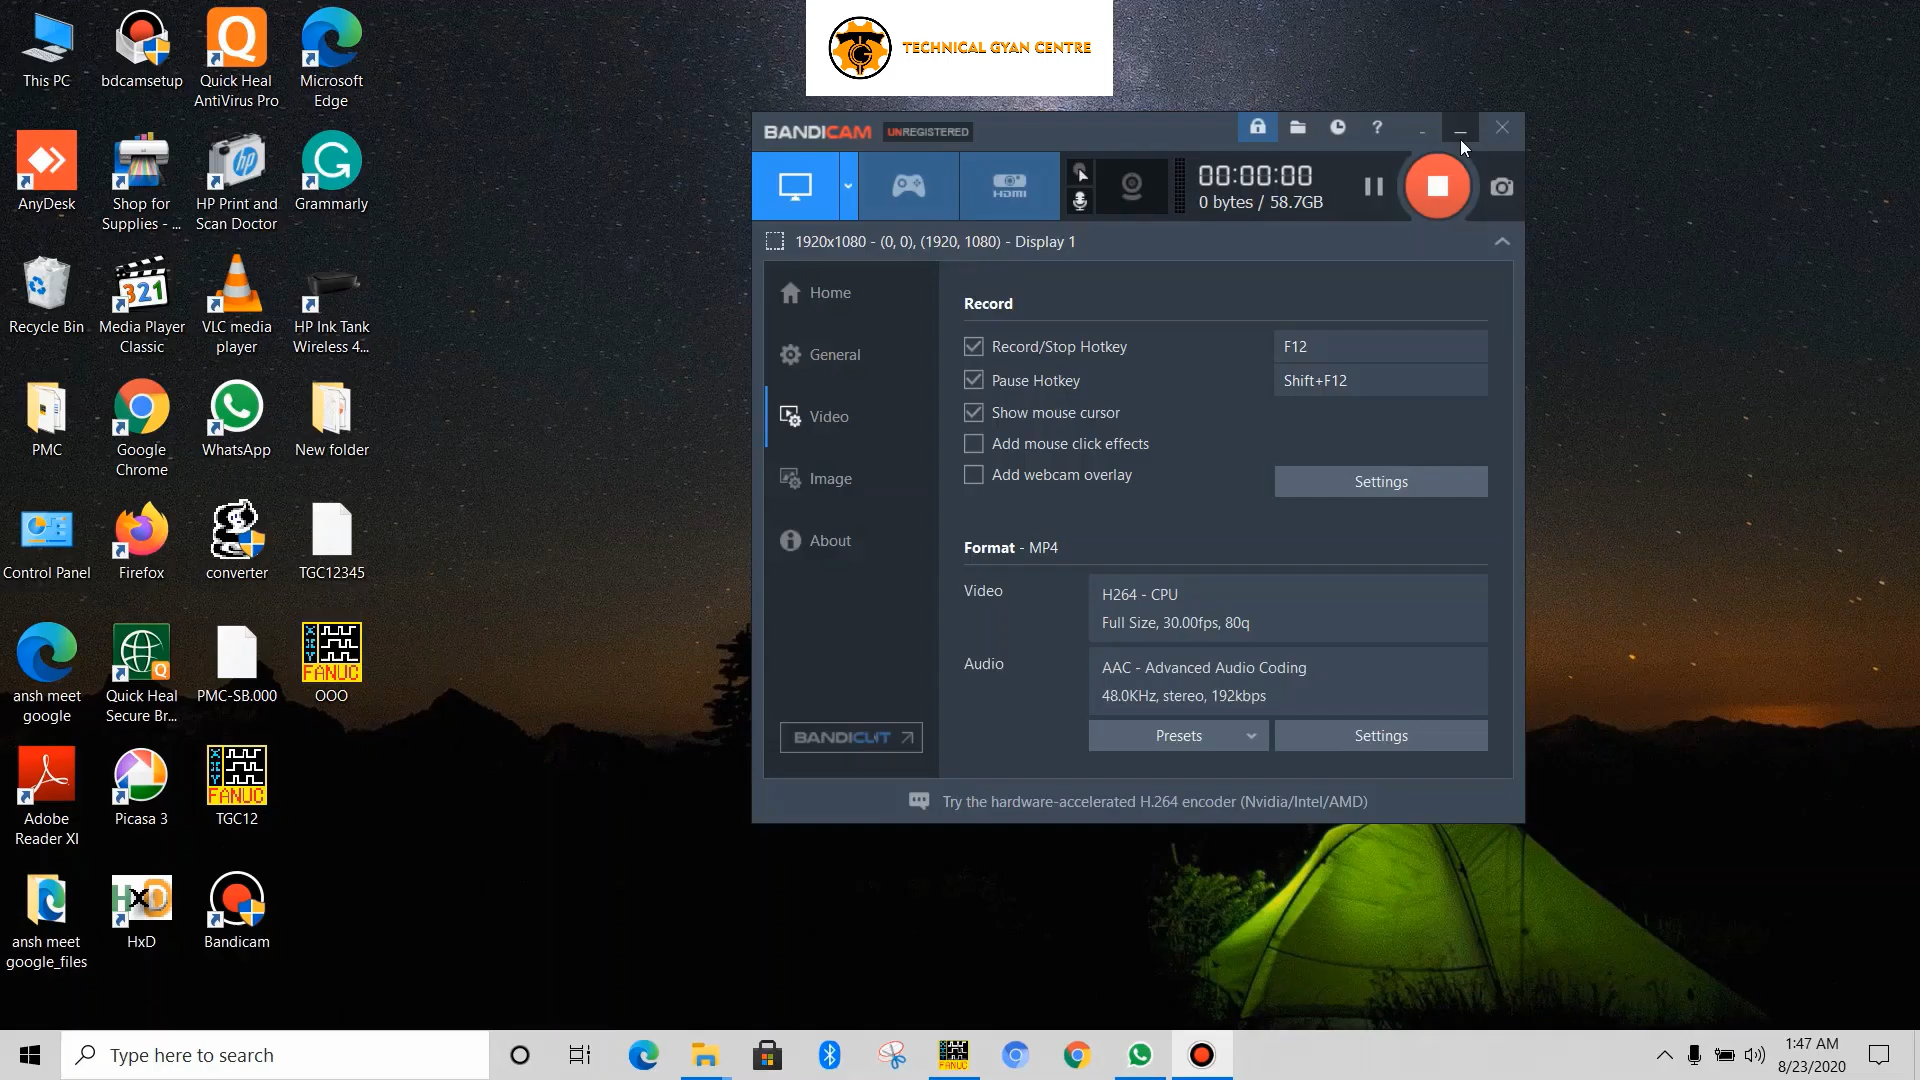 TECHNICAL GYAN CENTRE
This PC
bdcamsetup
Quick Heal
AntiVirus Pro
Microsoft
Edge
AnyDesk
Shop for
Supplies - ...
HP Print and
Scan Doctor
Grammarly
Recycle Bin
321
Media Player
Classic
VLC media
player
HP Ink Tank
Wireless 4...
PMC
Google
Chrome
WhatsApp
New folder
Control Panel
Firefox
converter
TGC12345
ansh meet
google
Quick Heal
Secure Br...
PMC-SB.000
FANUC
OOO
Adobe
Reader XI
Picasa 3
FANUC
TGC12
ansh meet
google_files
HxD
HxD
Bandicam
BANDICAM UNREGISTERED
HDMI
00:00:00
0 bytes / 58.7GB
1920x1080 - (0, 0), (1920, 1080) - Display 1
Home
General
Video
Image
About
BANDICUT
Record
Record/Stop Hotkey F12
Pause Hotkey Shift+F12
Show mouse cursor
Add mouse click effects
Add webcam overlay
Settings
Format - MP4
Video
H264 - CPU
Full Size, 30.00fps, 80q
Audio
AAC - Advanced Audio Coding
48.0KHz, stereo, 192kbps
Presets
Settings
Try the hardware-accelerated H.264 encoder (Nvidia/Intel/AMD)
Type here to search
FANUC
1:47 AM
8/23/2020